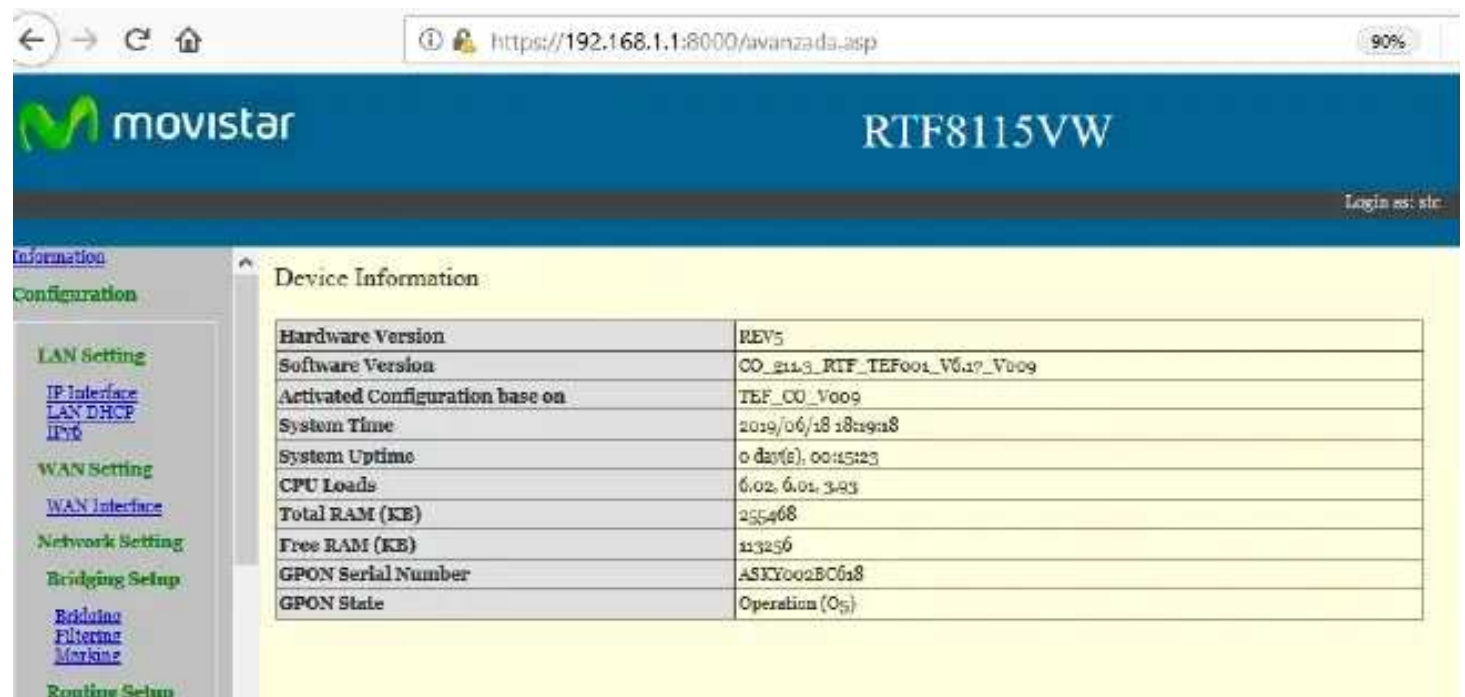 https://192.168.1.1:8000/avanzada.asp
90%
movistar
RTF8115VW
Login as:
Information
Configuration
LAN Setting
IP Interface
LAN DHCP
IPv6
WAN Setting
WAN Interface
Network Setting
Bridging Setup
Bridging
Filtering
Marking
Routing Setup
Device Information
Hardware Version REV5
Software Version CO_g11.3_RTF_TEF001_V6.17_V009
Activated Configuration base on TEF_CO_V009
System Time 2019/06/18 18:19:18
System Uptime 0 day(s), 00:15:23
CPU Loads 6.02, 6.01, 3.93
Total RAM (KB) 255468
Free RAM (KB) 113256
GPON Serial Number ASKY002BC618
GPON State Operation (O5)